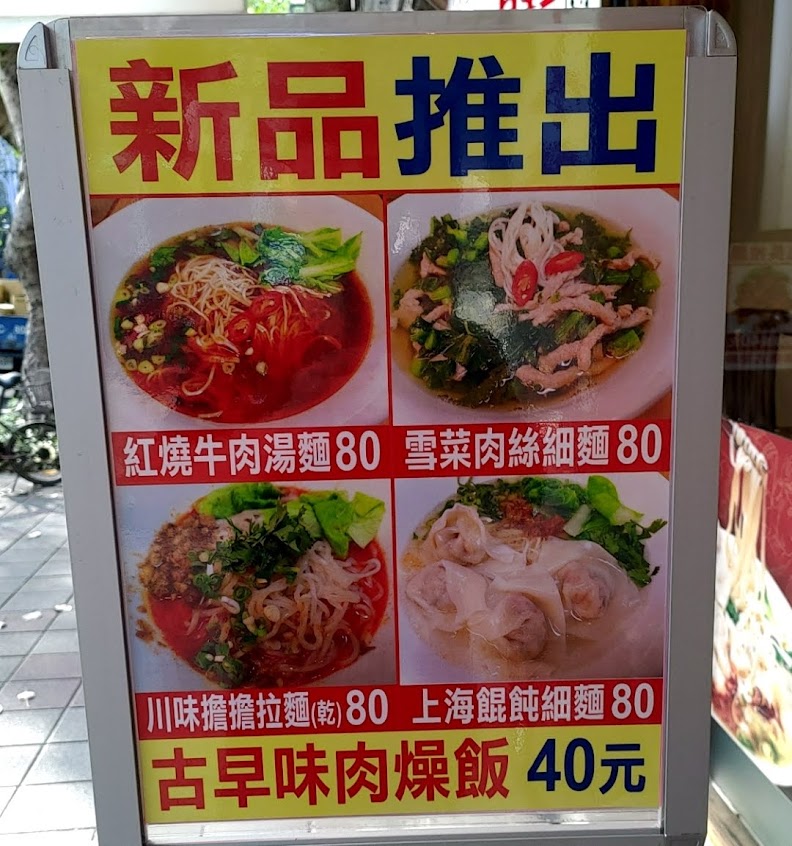 新品推出
紅燒牛肉湯麵80
雪菜肉絲細麵80
川味擔擔拉麵(乾)80
上海餛飩細麵80
古早味肉燥飯 40元